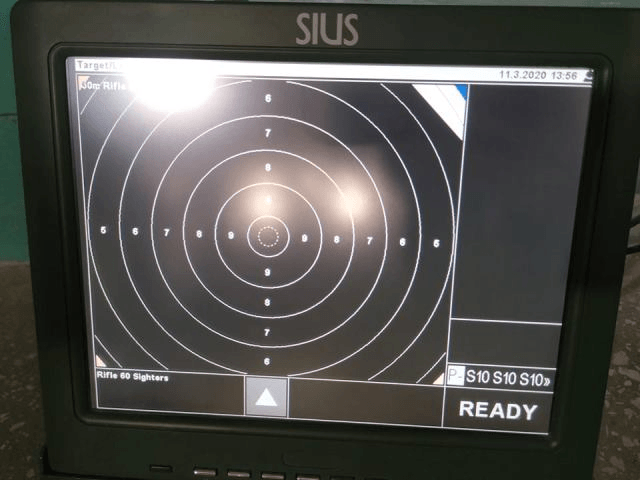 SIUS
Target/
11.3.2020 13:56
50m Rifle
6
7
8
5 6 7 8 9 9 8 7 6 5
9
8
7
6
Rifle 60 Sighters
P- S10 S10 S10»
READY